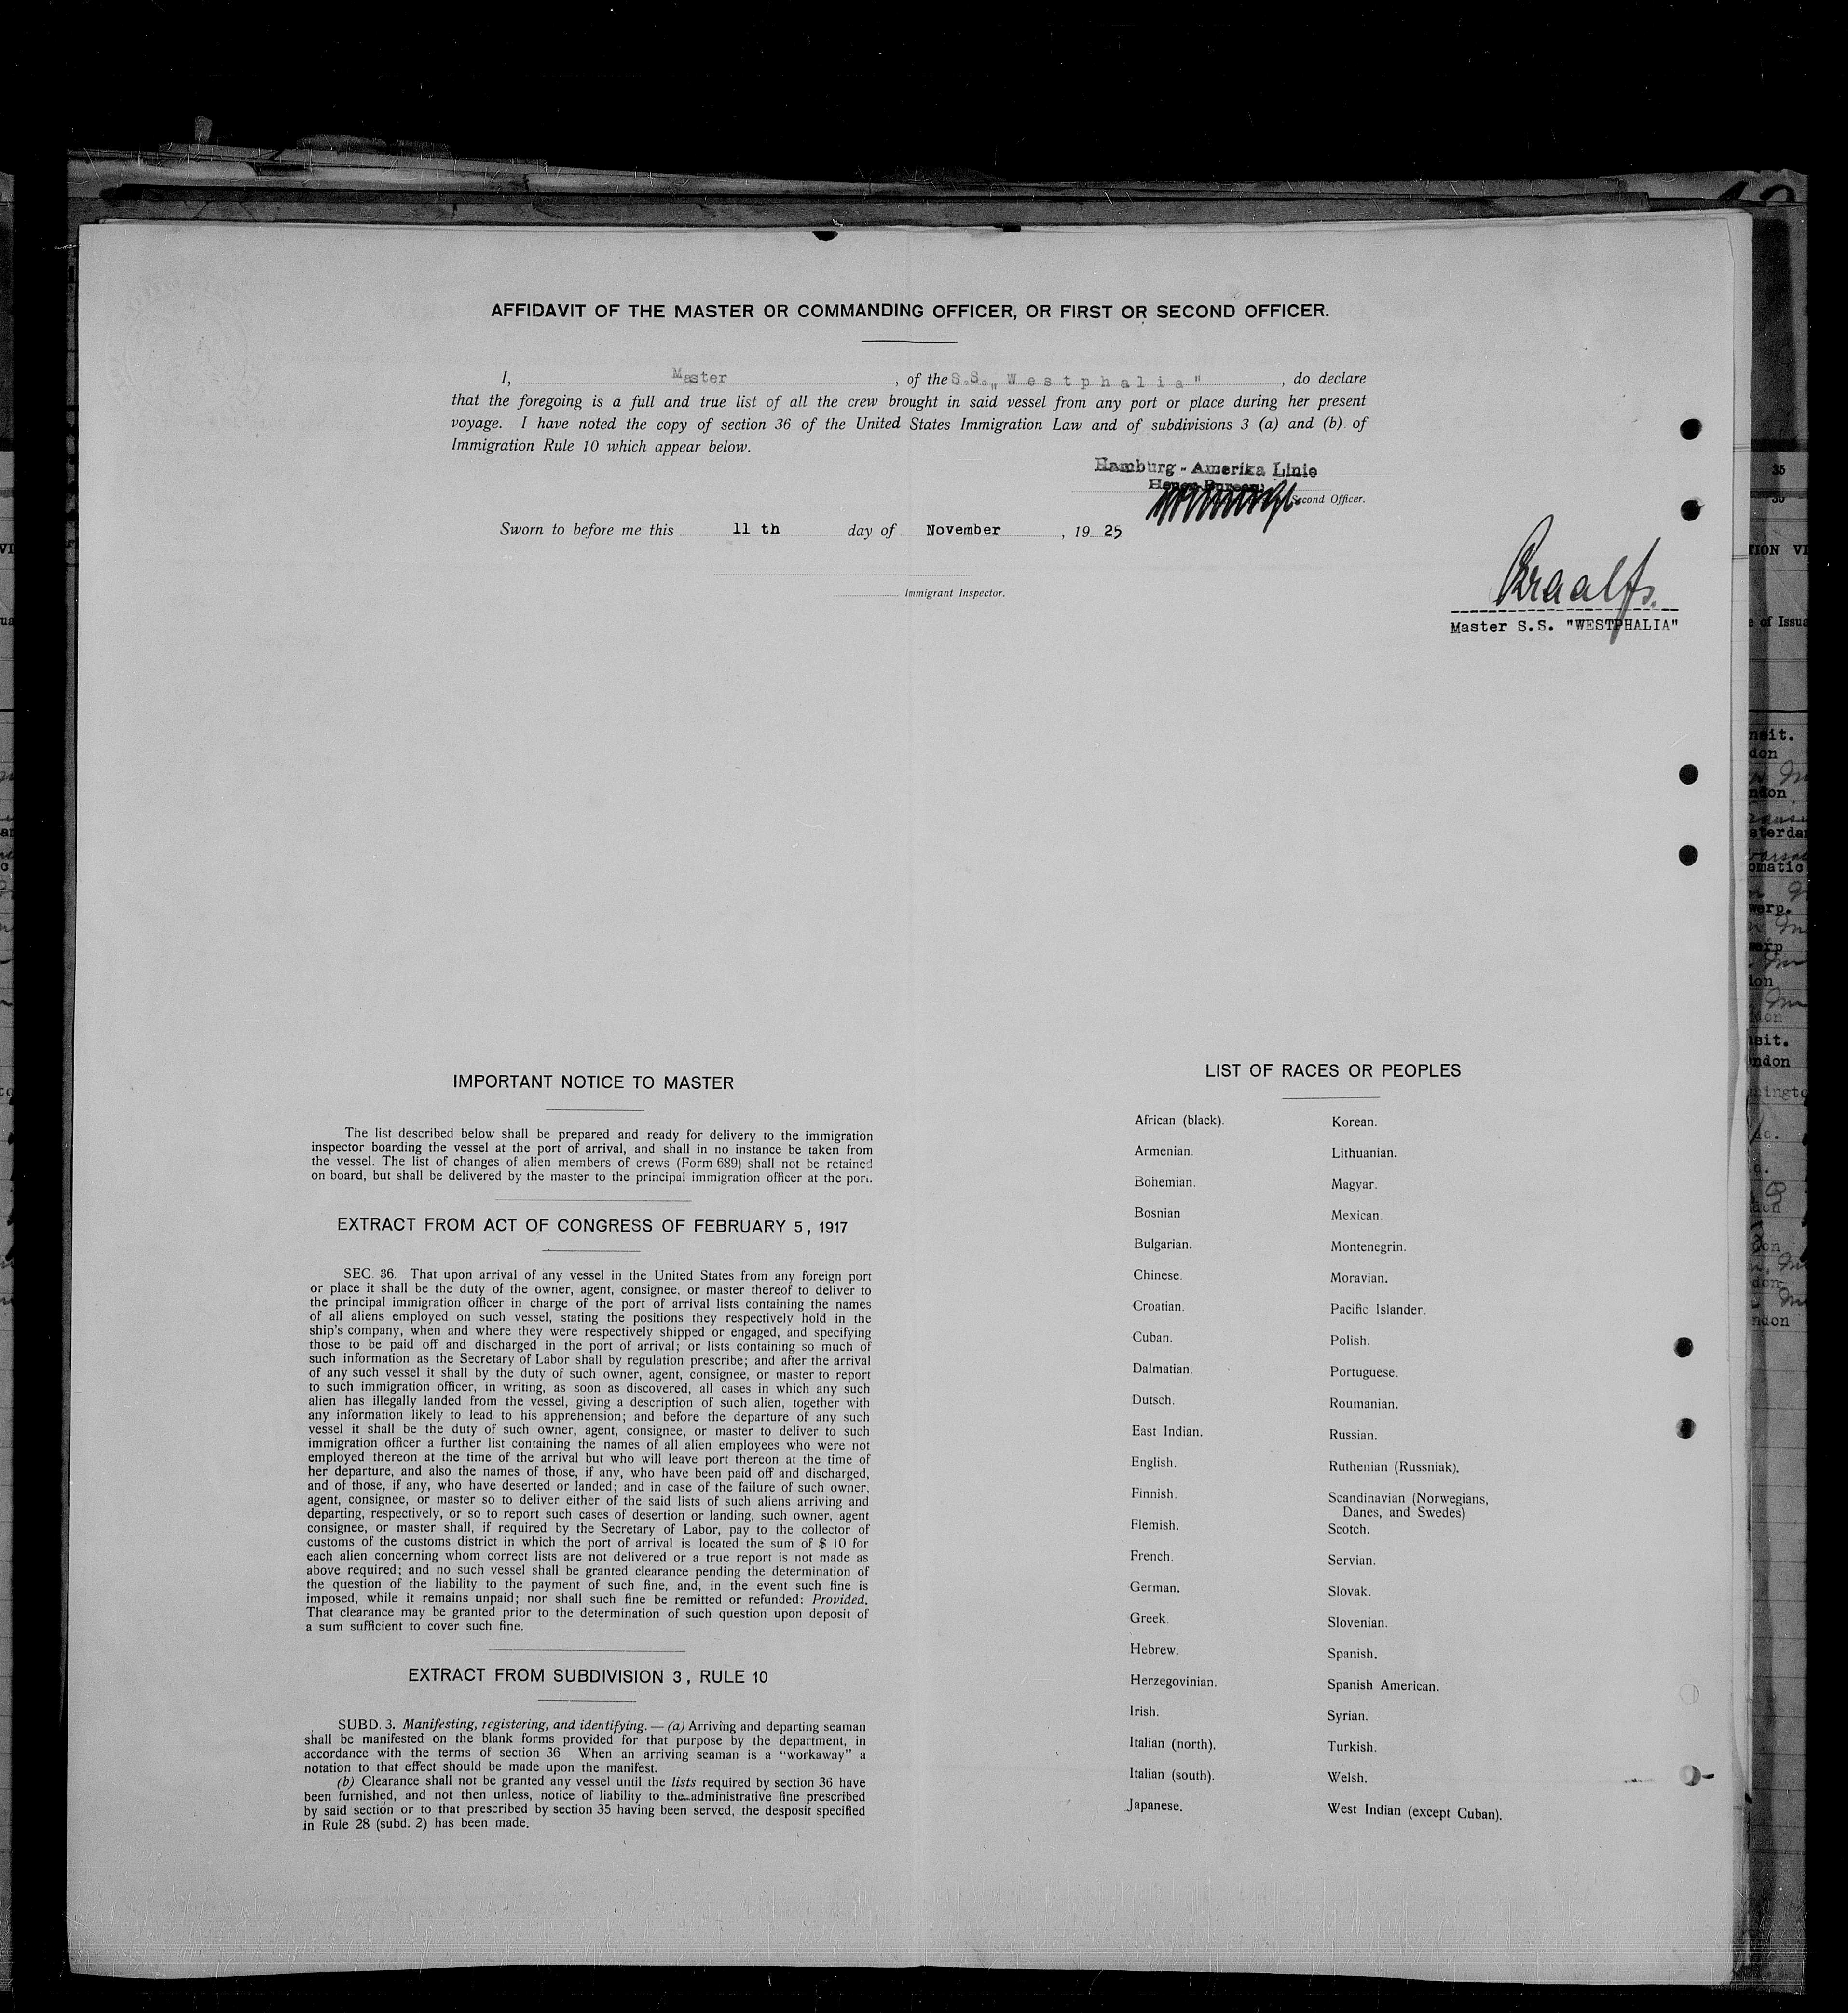 AFFIDAVIT OF THE MASTER OR COMMANDING OFFICER, OR FIRST OR SECOND OFFICER.
I, Master, of the S.S. „ W e s t p h a l i a ", do declare
that the foregoing is a full and true list of all the crew brought in said vessel from any port or place during her present
voyage. I have noted the copy of section 36 of the United States Immigration Law and of subdivisions 3 (a) and (b) of
Immigration Rule 10 which appear below.
Hamburg - Amerika Linie
Second Officer.
Sworn to before me this 11 th day of November, 19 25
Immigrant Inspector.
Graalfs.
Master S.S. "WESTPHALIA"
IMPORTANT NOTICE TO MASTER
The list described below shall be prepared and ready for delivery to the immigration
inspector boarding the vessel at the port of arrival, and shall in no instance be taken from
the vessel. The list of changes of alien members of crews (Form 689) shall not be retained
on board, but shall be delivered by the master to the principal immigration officer at the port.
EXTRACT FROM ACT OF CONGRESS OF FEBRUARY 5, 1917
SEC. 36. That upon arrival of any vessel in the United States from any foreign port
or place it shall be the duty of the owner, agent, consignee, or master thereof to deliver to
the principal immigration officer in charge of the port of arrival lists containing the names
of all aliens employed on such vessel, stating the positions they respectively hold in the
ship's company, when and where they were respectively shipped or engaged, and specifying
those to be paid off and discharged in the port of arrival; or lists containing so much of
such information as the Secretary of Labor shall by regulation prescribe; and after the arrival
of any such vessel it shall by the duty of such owner, agent, consignee, or master to report
to such immigration officer, in writing, as soon as discovered, all cases in which any such
alien has illegally landed from the vessel, giving a description of such alien, together with
any information likely to lead to his apprenension; and before the departure of any such
vessel it shall be the duty of such owner, agent, consignee, or master to deliver to such
immigration officer a further list containing the names of all alien employees who were not
employed thereon at the time of the arrival but who will leave port thereon at the time of
her departure, and also the names of those, if any, who have been paid off and discharged,
and of those, if any, who have deserted or landed; and in case of the failure of such owner,
agent, consignee, or master so to deliver either of the said lists of such aliens arriving and
departing, respectively, or so to report such cases of desertion or landing, such owner, agent
consignee, or master shall, if required by the Secretary of Labor, pay to the collector of
customs of the customs district in which the port of arrival is located the sum of $ 10 for
each alien concerning whom correct lists are not delivered or a true report is not made as
above required; and no such vessel shall be granted clearance pending the determination of
the question of the liability to the payment of such fine, and, in the event such fine is
imposed, while it remains unpaid; nor shall such fine be remitted or refunded: Provided.
That clearance may be granted prior to the determination of such question upon deposit of
a sum sufficient to cover such fine.
EXTRACT FROM SUBDIVISION 3, RULE 10
SUBD. 3. Manifesting, registering, and identifying. — (a) Arriving and departing seaman
shall be manifested on the blank forms provided for that purpose by the department, in
accordance with the terms of section 36 When an arriving seaman is a "workaway" a
notation to that effect should be made upon the manifest.
(b) Clearance shall not be granted any vessel until the lists required by section 36 have
been furnished, and not then unless, notice of liability to the administrative fine prescribed
by said section or to that prescribed by section 35 having been served, the desposit specified
in Rule 28 (subd. 2) has been made.
LIST OF RACES OR PEOPLES
African (black).
Armenian.
Bohemian.
Bosnian
Bulgarian.
Chinese.
Croatian.
Cuban.
Dalmatian.
Dutsch.
East Indian.
English.
Finnish.
Flemish.
French.
German.
Greek.
Hebrew.
Herzegovinian.
Irish.
Italian (north).
Italian (south).
Japanese.
Korean.
Lithuanian.
Magyar.
Mexican.
Montenegrin.
Moravian.
Pacific Islander.
Polish.
Portuguese.
Roumanian.
Russian.
Ruthenian (Russniak).
Scandinavian (Norwegians,
Danes, and Swedes)
Scotch.
Servian.
Slovak.
Slovenian.
Spanish.
Spanish American.
Syrian.
Turkish.
Welsh.
West Indian (except Cuban).